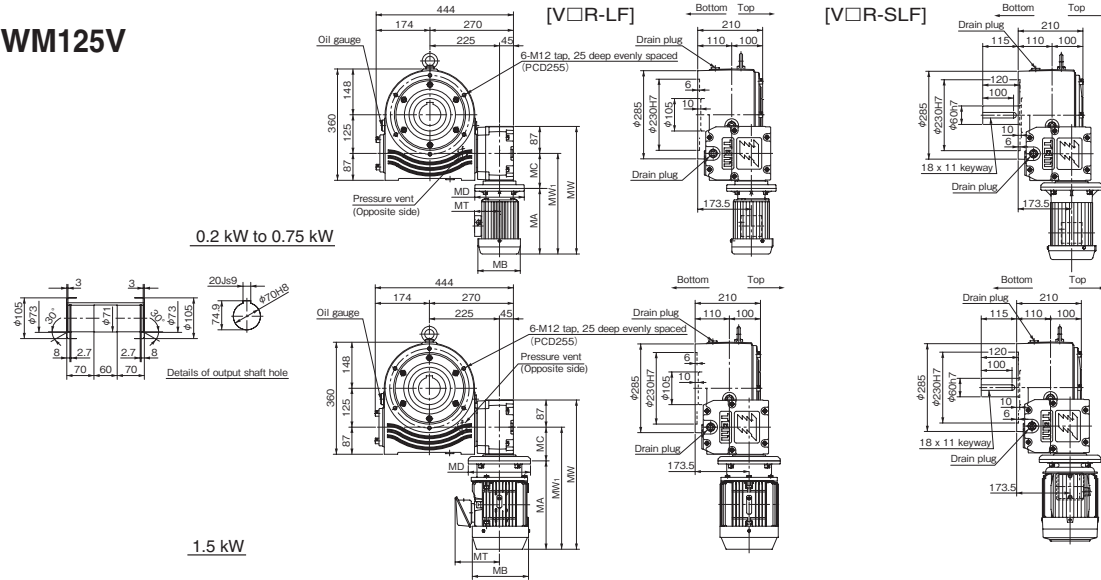 WM125V
[V□R-LF]
[V□R-SLF]
444
174
270
225
45
Oil gauge
6-M12 tap, 25 deep evenly spaced
(PCD255)
360
148
125
87
87
MC
MD
MT
MA
MW1
MW
MB
Pressure vent
(Opposite side)
0.2 kW to 0.75 kW
Bottom
Top
210
Drain plug
110
100
6
10
φ285
φ230H7
φ105
Drain plug
173.5
Bottom
Top
210
Drain plug
115
110
100
120
100
φ285
φ230H7
φ60h7
10
6
18 x 11 keyway
Drain plug
173.5
3
3
φ105
φ73
φ71
φ73
φ105
30°
30°
8
2.7
2.7
8
70
60
70
20Js9
φ70H8
74.9
Details of output shaft hole
444
174
270
225
45
Oil gauge
6-M12 tap, 25 deep evenly spaced
(PCD255)
Pressure vent
(Opposite side)
360
148
125
87
87
MC
MD
MA
MW1
MW
MT
MB
1.5 kW
Bottom
Top
210
Drain plug
110
100
6
10
φ285
φ230H7
φ105
Drain plug
173.5
Bottom
Top
210
Drain plug
115
110
100
120
100
φ285
φ230H7
φ60h7
10
6
18 x 11 keyway
Drain plug
173.5